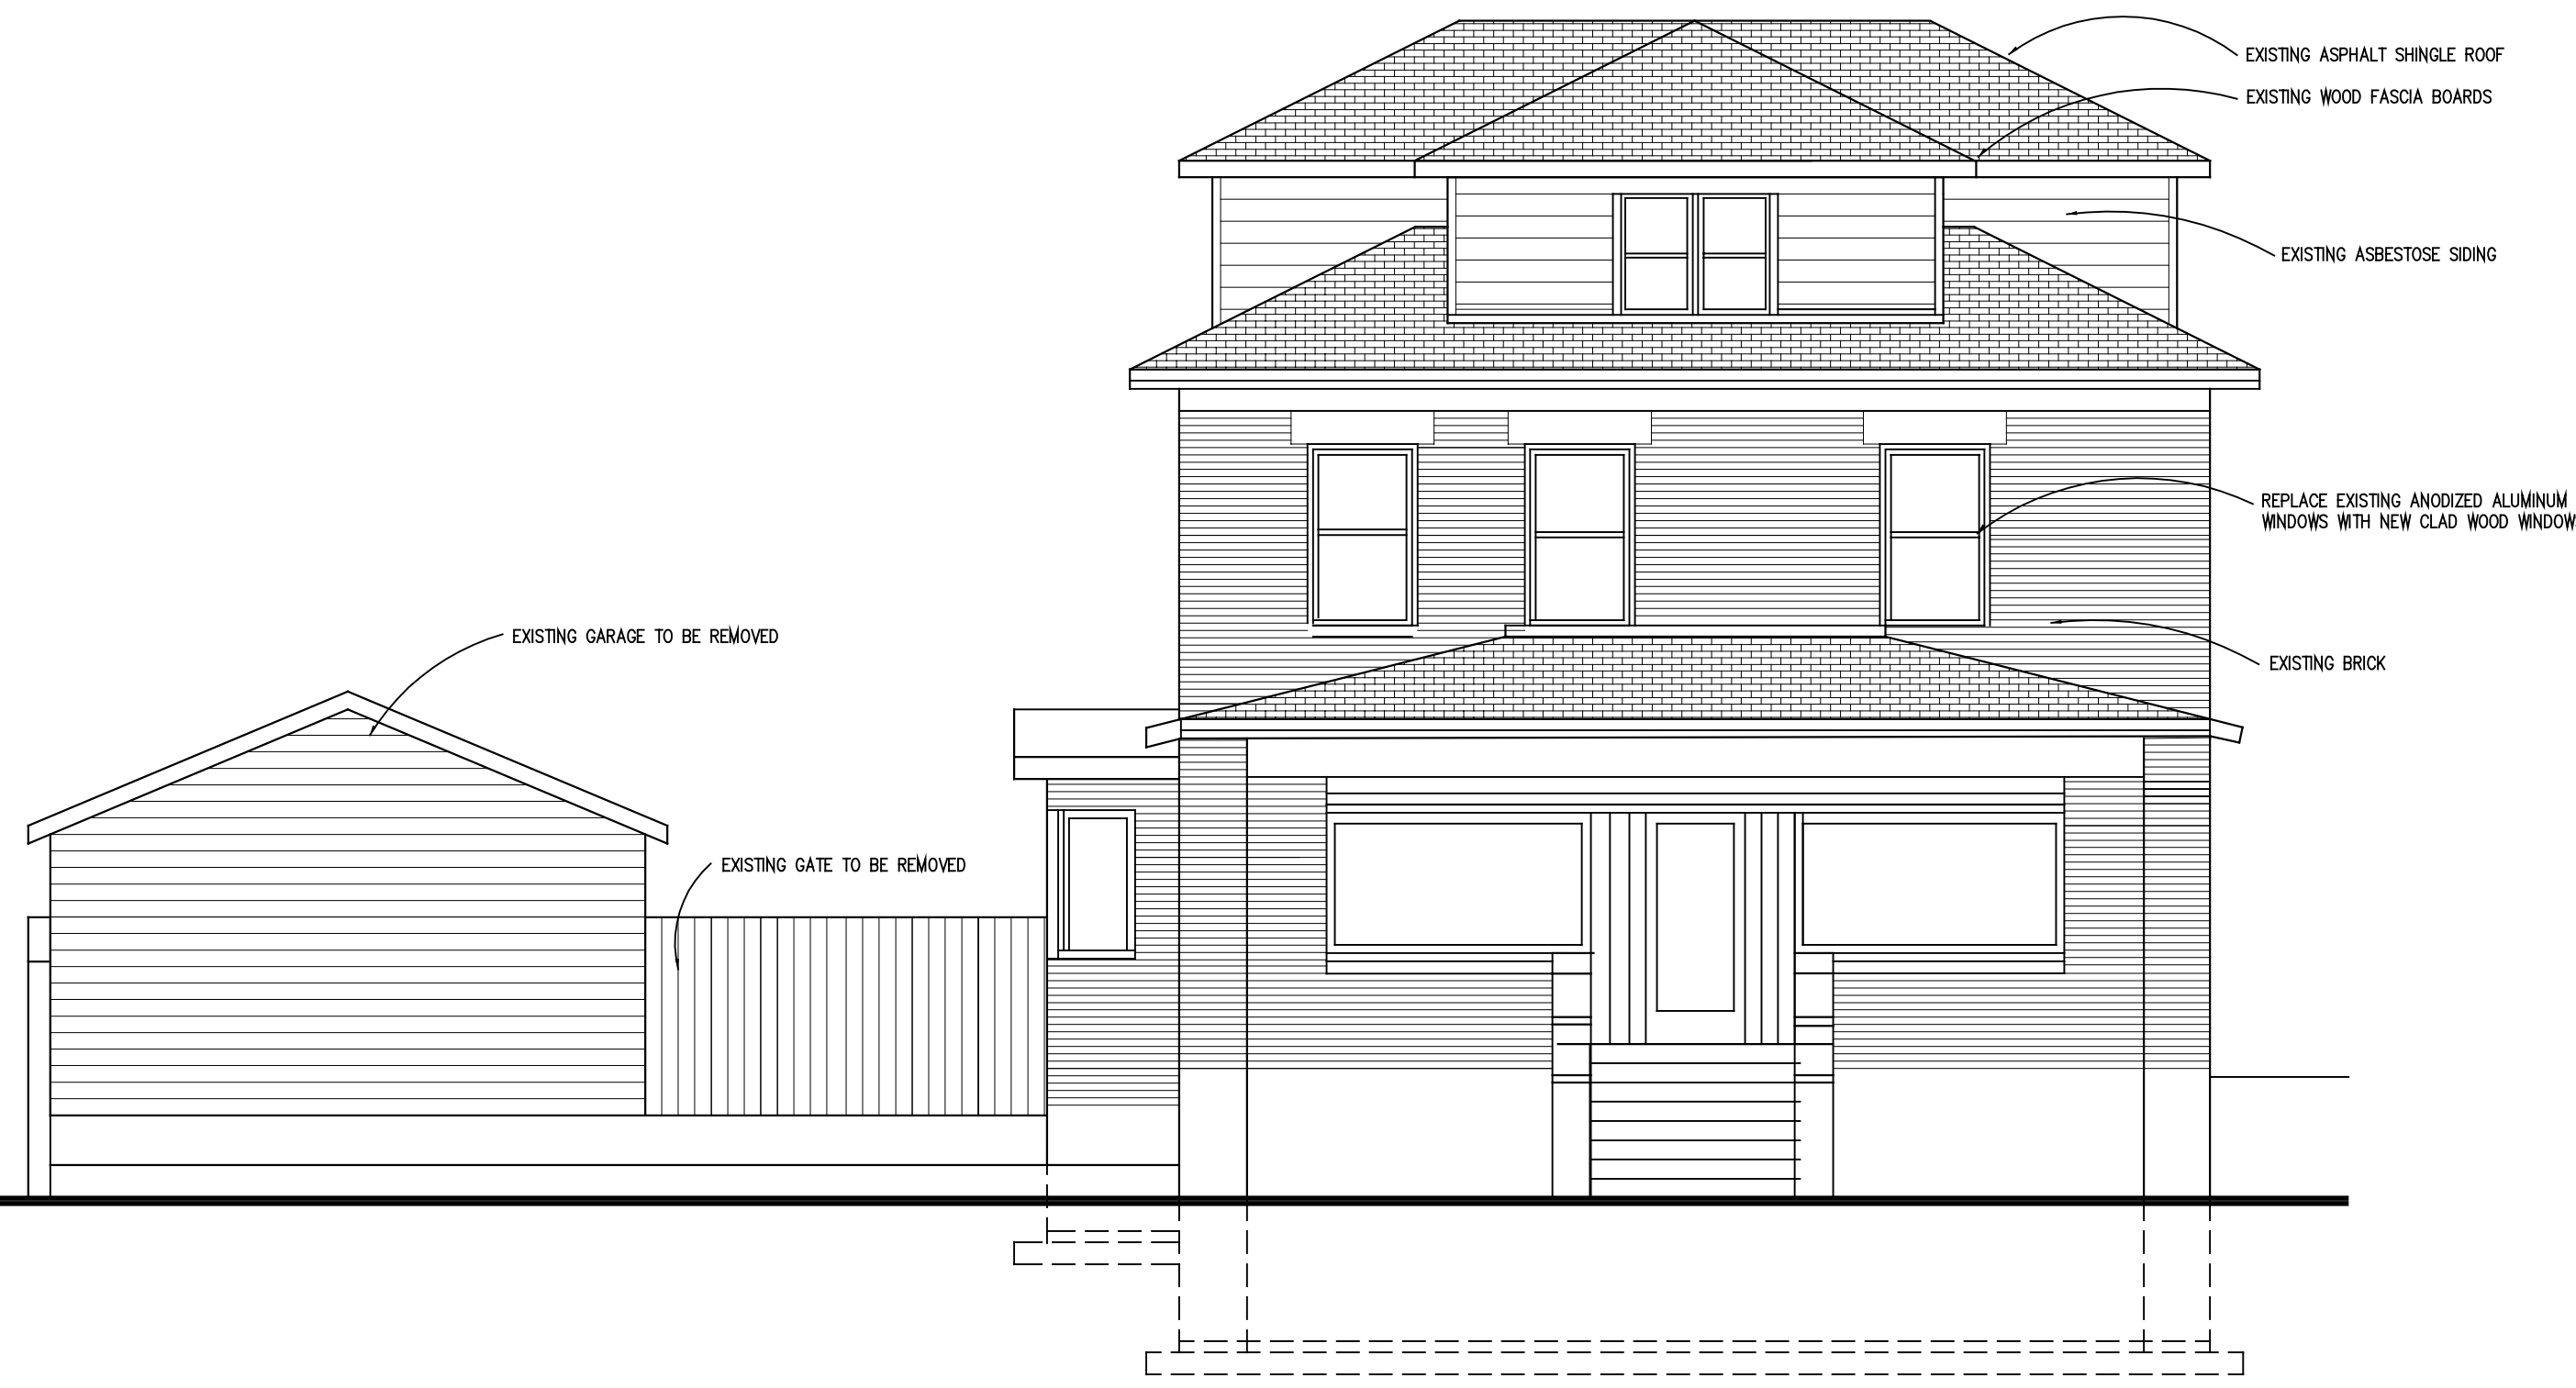 EXISTING ASPHALT SHINGLE ROOF
EXISTING WOOD FASCIA BOARDS
EXISTING ASBESTOSE SIDING
REPLACE EXISTING ANODIZED ALUMINUM
WINDOWS WITH NEW CLAD WOOD WINDOW
EXISTING GARAGE TO BE REMOVED
EXISTING BRICK
EXISTING GATE TO BE REMOVED